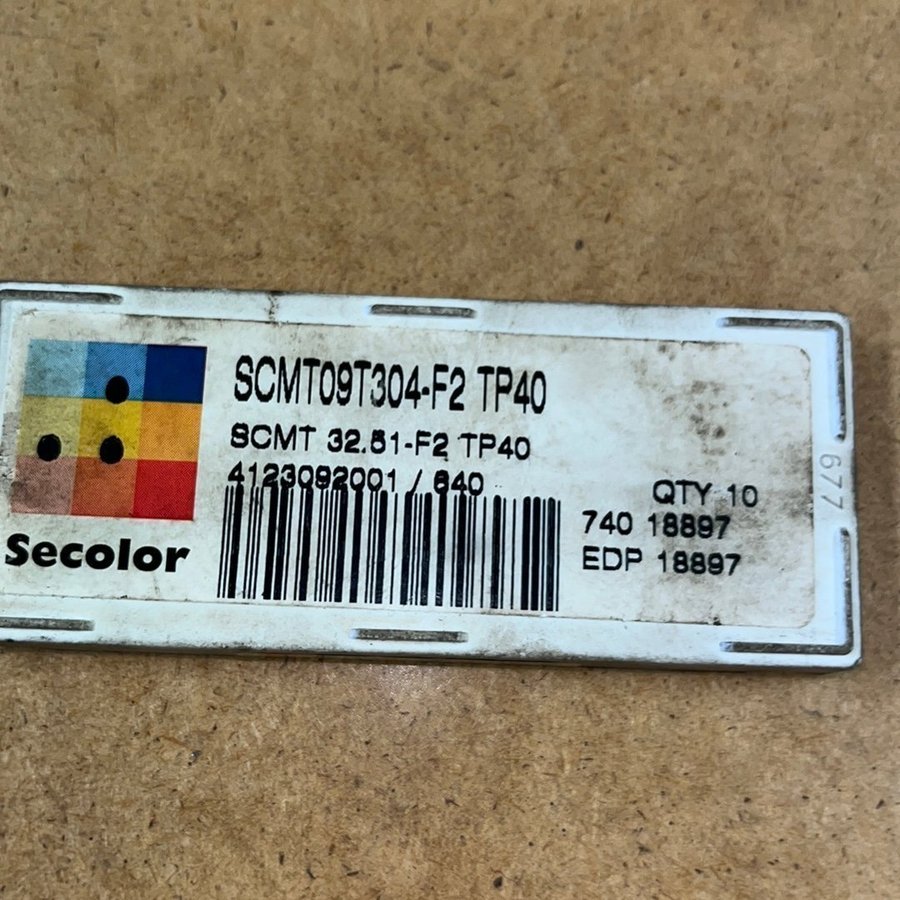 SCMT09T304-F2 TP40
SCMT 32.51-F2 TP40
4123092001 / 640
QTY 10
740 18897
EDP 18897
Secolor
677